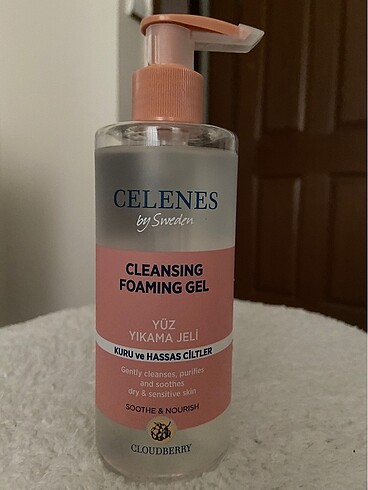 CELENES
by Sweden
CLEANSING
FOAMING GEL
YÜZ
YIKAMA JELİ
KURU ve HASSAS CİLTLER
Gently cleanses, purifies
and soothes
dry & sensitive skin
SOOTHE & NOURISH
CLOUDBERRY